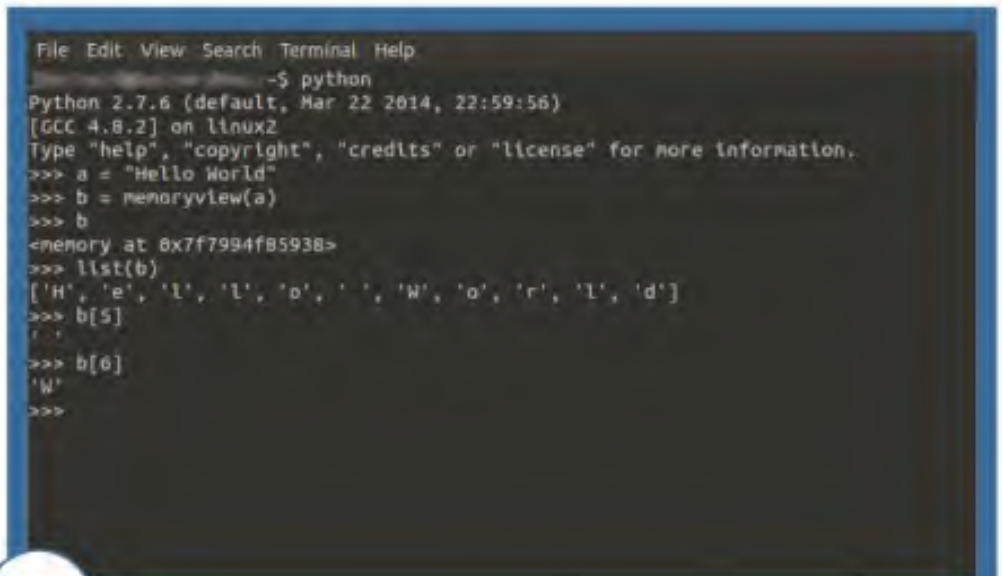 File Edit View Search Terminal Help
~$ python
Python 2.7.6 (default, Mar 22 2014, 22:59:56)
[GCC 4.8.2] on linux2
Type "help", "copyright", "credits" or "license" for more information.
>>> a = "Hello World"
>>> b = memoryview(a)
>>> b
<memory at 0x7f7994f85938>
>>> list(b)
['H', 'e', 'l', 'l', 'o', ' ', 'W', 'o', 'r', 'l', 'd']
>>> b[5]
' '
>>> b[6]
'W'
>>>